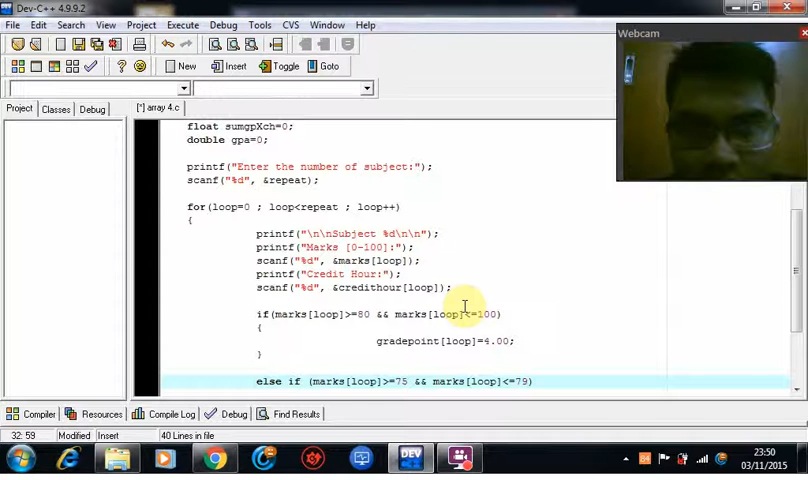 Dev-C++ 4.9.9.2
File Edit Search View Project Execute Debug Tools CVS Window Help
New Insert Toggle Goto
Project Classes Debug
[*] array 4.c
float sumgpXch=0;
double gpa=0;
printf("Enter the number of subject:");
scanf("%d", &repeat);
for(loop=0 ; loop<repeat ; loop++)
{
printf("\n\nSubject %d\n\n");
printf("Marks [0-100]:");
scanf("%d", &marks[loop]);
printf("Credit Hour:");
scanf("%d", &credithour[loop]);
if(marks[loop]>=80 && marks[loop]<=100)
{
gradepoint[loop]=4.00;
}
else if (marks[loop]>=75 && marks[loop]<=79)
Compiler Resources Compile Log Debug Find Results
32: 59 Modified Insert 40 Lines in file
Webcam
DEV
84
23:50
03/11/2015